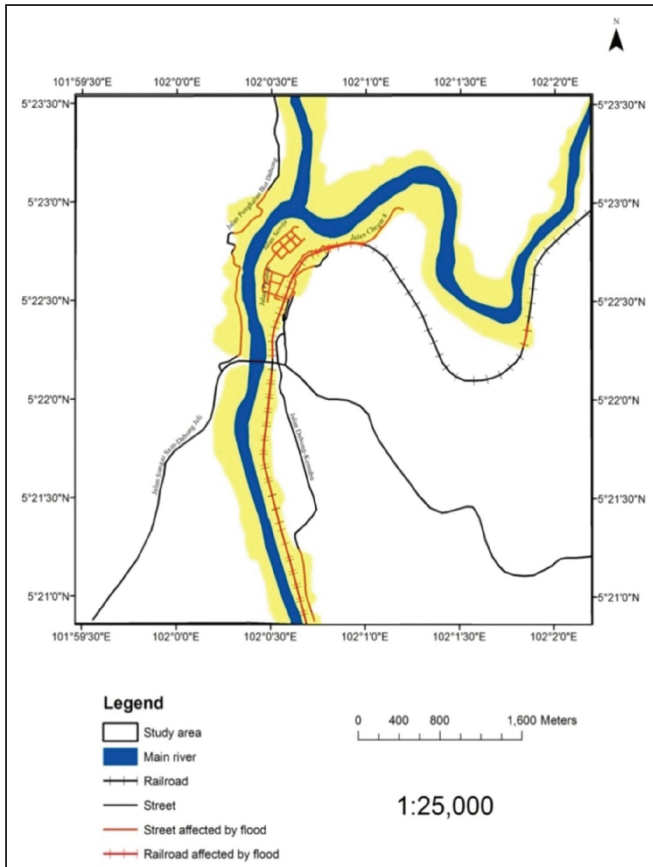 N
101°59'30"E 102°0'0"E 102°0'30"E 102°1'0"E 102°1'30"E 102°2'0"E
5°23'30"N 5°23'30"N
5°23'0"N 5°23'0"N
5°22'30"N 5°22'30"N
5°22'0"N 5°22'0"N
5°21'30"N 5°21'30"N
5°21'0"N 5°21'0"N
Jalan Dabong
Jalan
101°59'30"E 102°0'0"E 102°0'30"E 102°1'0"E 102°1'30"E 102°2'0"E
Legend
Study area
Main river
Railroad
Street
Street affected by flood
Railroad affected by flood
0 400 800 1,600 Meters
1:25,000